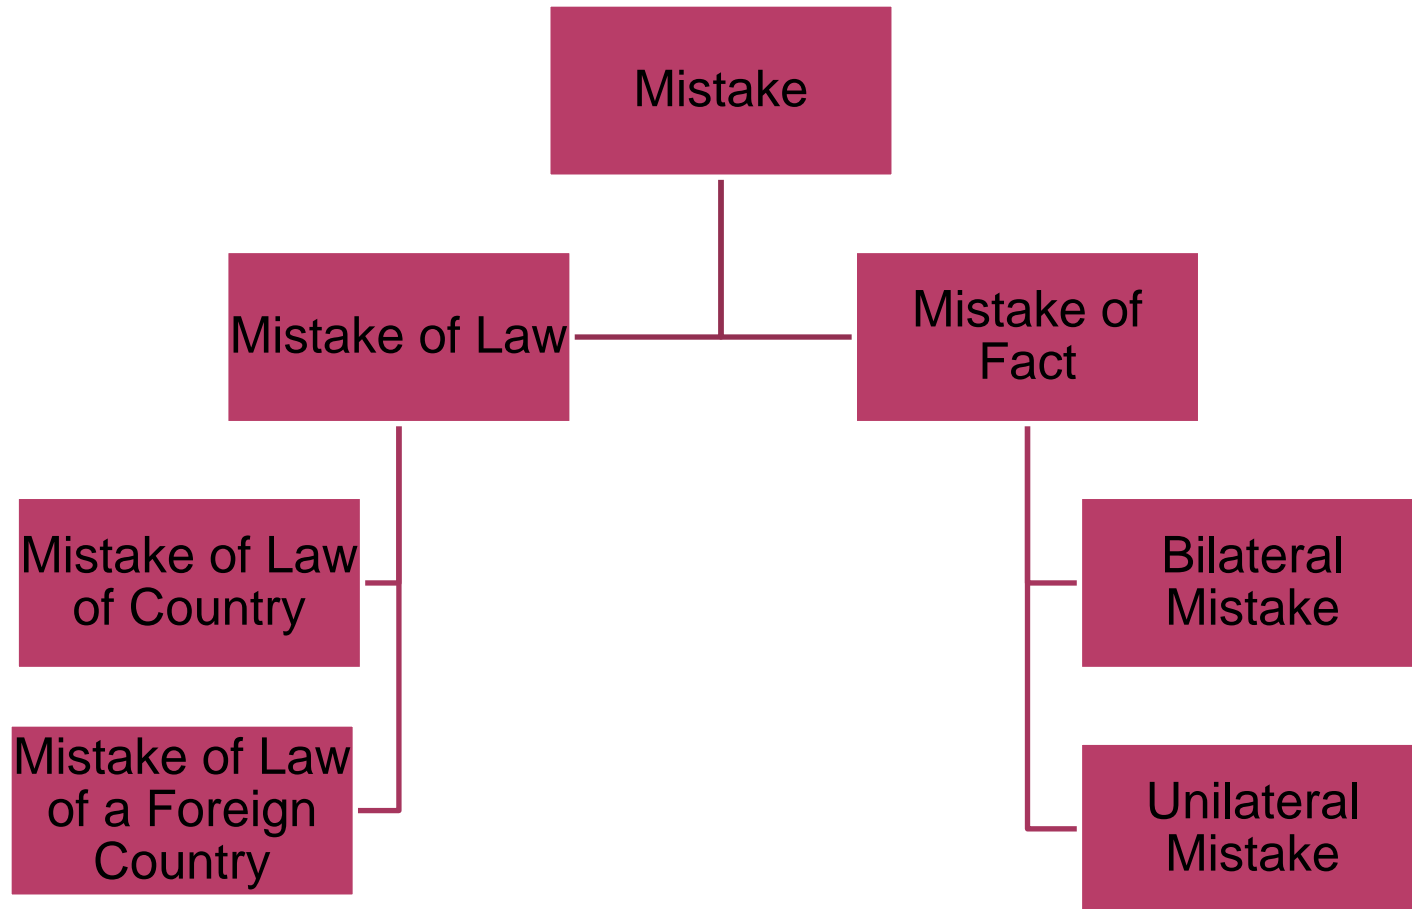 Mistake
Mistake of Law
Mistake of
Fact
Mistake of Law
of Country
Bilateral
Mistake
Mistake of Law
of a Foreign
Country
Unilateral
Mistake